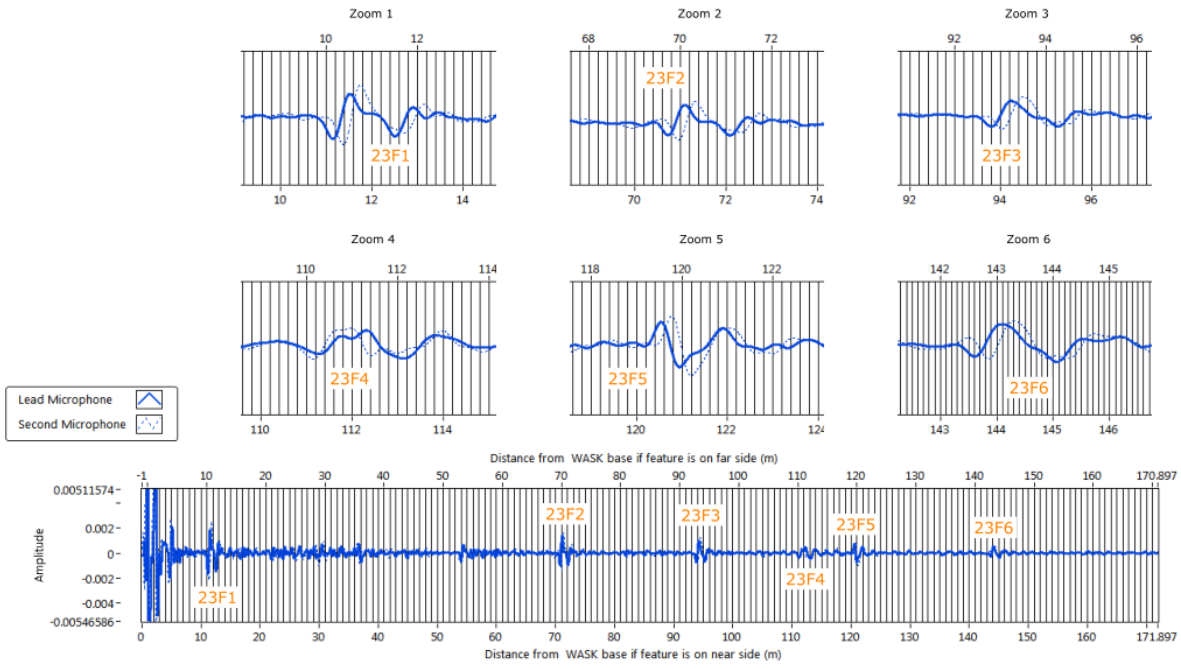 Zoom 1
Zoom 2
Zoom 3
10 12
68 70 72
92 94 96
23F1
23F2
23F3
10 12 14
70 72 74
92 94 96
Zoom 4
Zoom 5
Zoom 6
110 112 114
118 120 122
142 143 144 145
23F4
23F5
23F6
110 112 114
120 122 124
143 144 145 146
Lead Microphone
Second Microphone
Distance from WASK base if feature is on far side (m)
-1 10 20 30 40 50 60 70 80 90 100 110 120 130 140 150 160 170.897
0.00511574
0.002
0
-0.002
-0.004
-0.00546586
Amplitude
23F1
23F2
23F3
23F4
23F5
23F6
0 10 20 30 40 50 60 70 80 90 100 110 120 130 140 150 160 171.897
Distance from WASK base if feature is on near side (m)